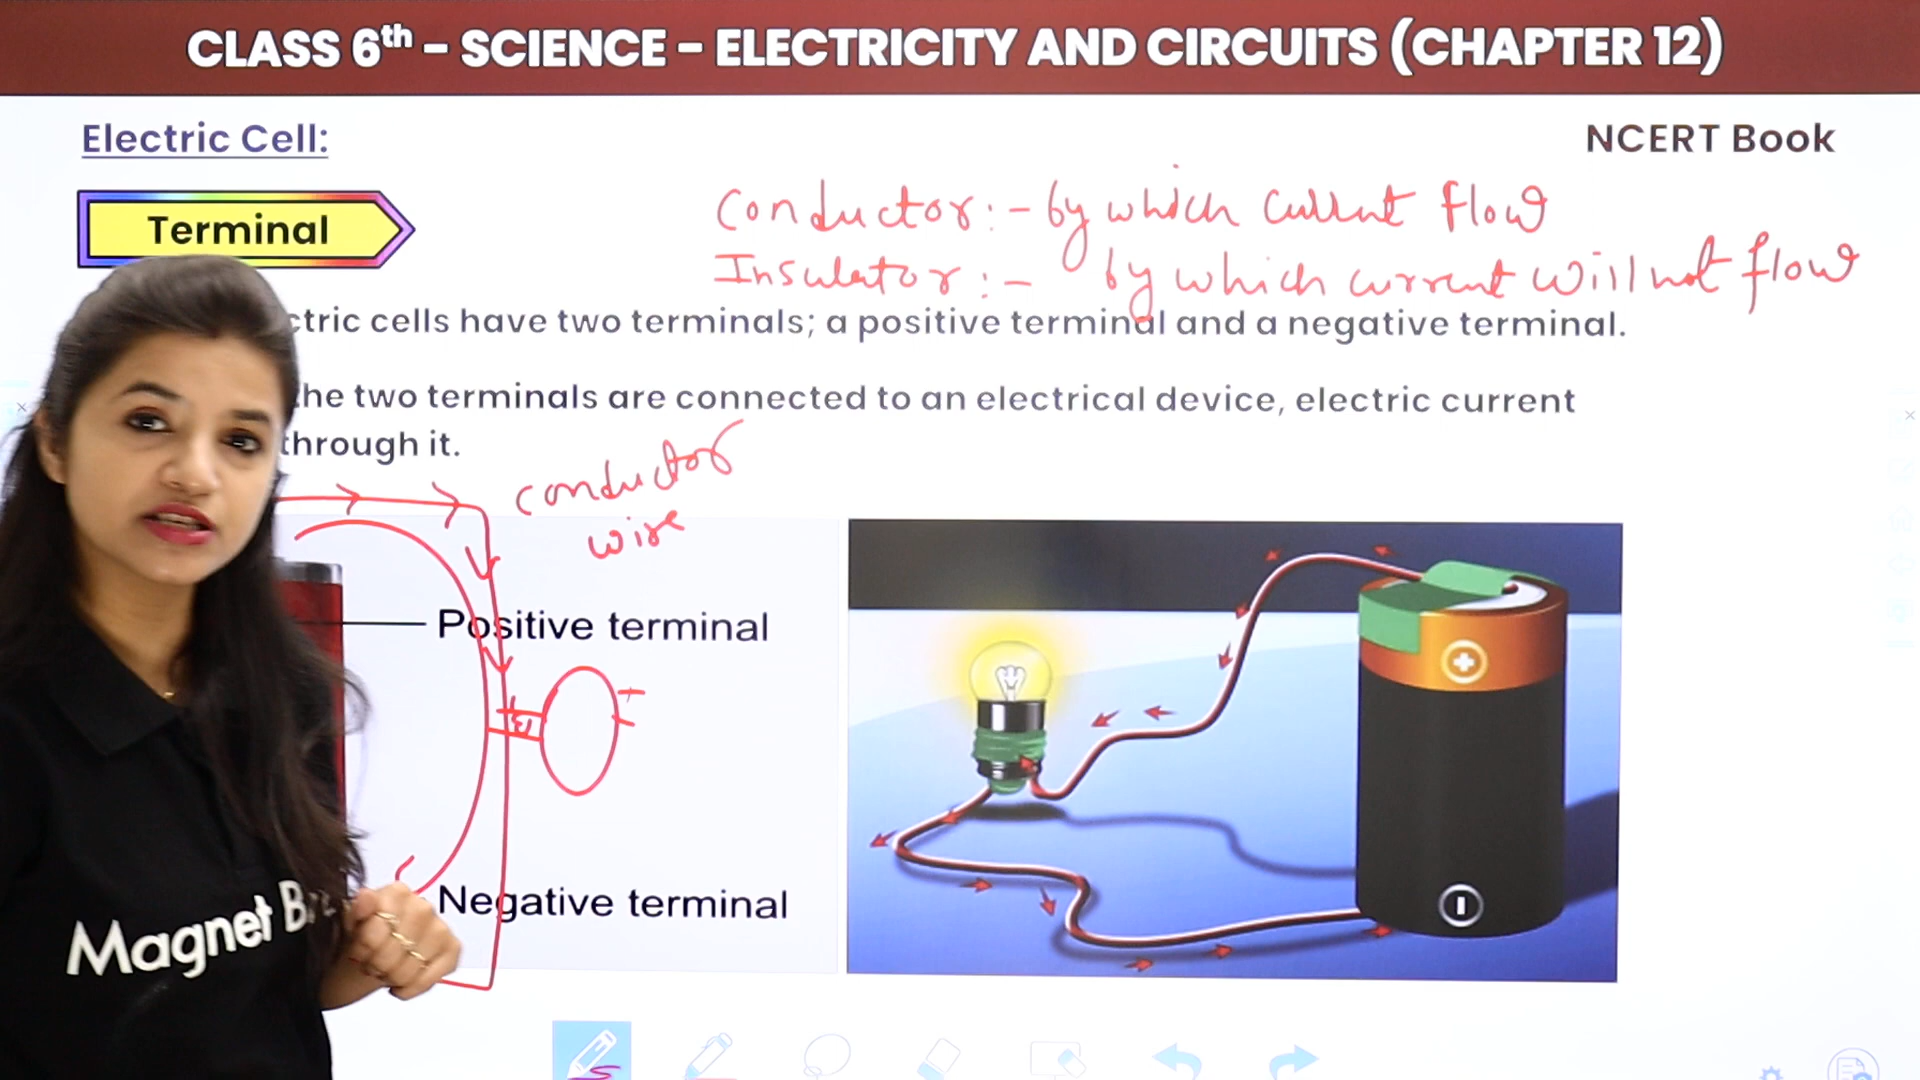 CLASS 6th – SCIENCE – ELECTRICITY AND CIRCUITS (CHAPTER 12)
Electric Cell:
NCERT Book
Terminal
Conductor :- by which current flow
Insulator :- by which current will not flow
ctric cells have two terminals; a positive terminal and a negative terminal.
he two terminals are connected to an electrical device, electric current
through it.
conductor
wire
Positive terminal
Negative terminal
Magnet B